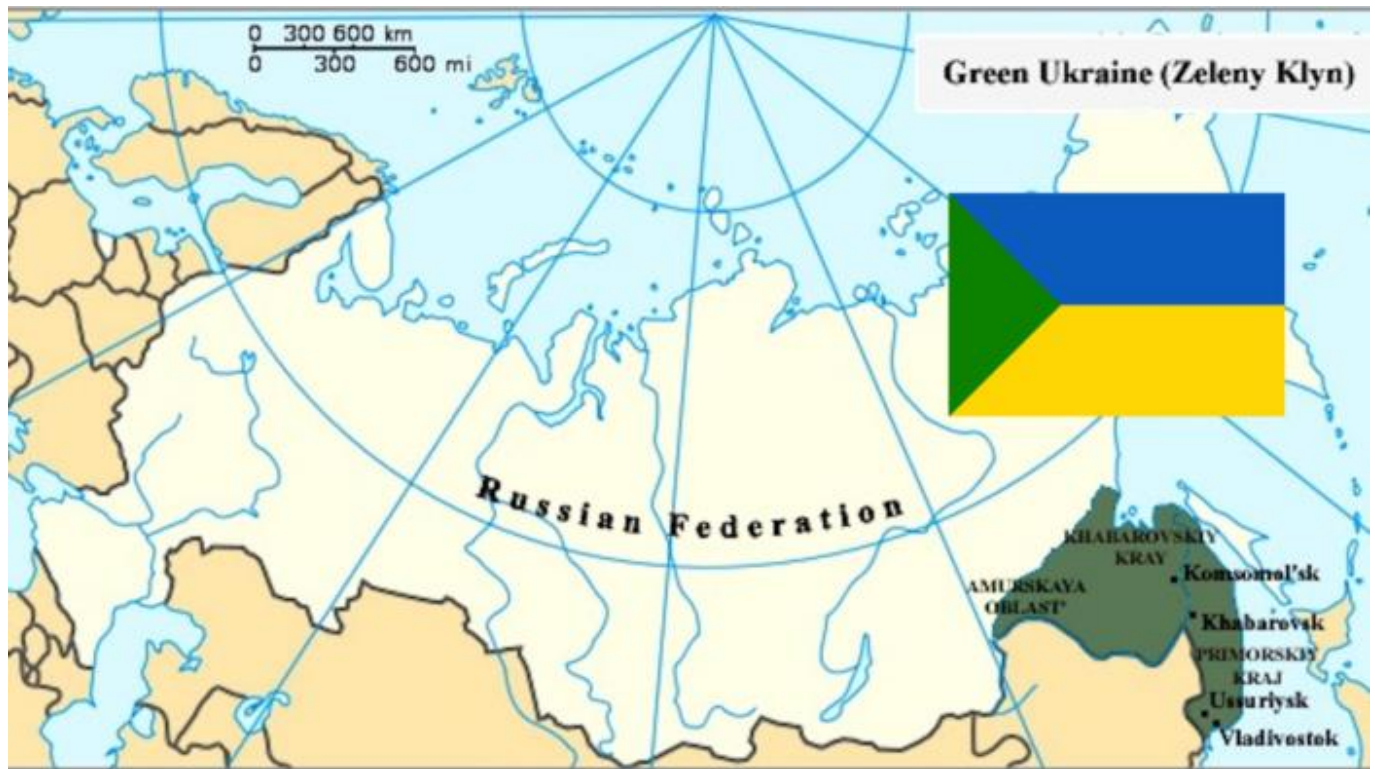 0 300 600 km
0 300 600 mi
Green Ukraine (Zeleny Klyn)
Russian Federation
KHABAROVSKIY
KRAY
Komsomal'sk
AMURSKAYA
OBLAST'
Khabarovsk
PRIMORSKIY
KRAJ
Ussuriysk
Vladivostok